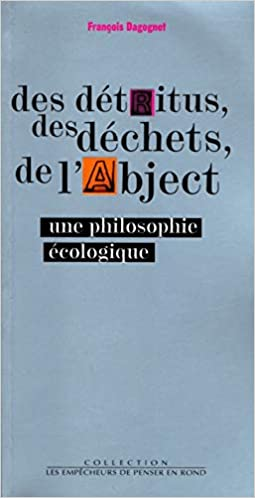 François Dagognet
des détRitus,
des déchets,
de l'Abject
une philosophie
écologique
COLLECTION
LES EMPÊCHEURS DE PENSER EN ROND